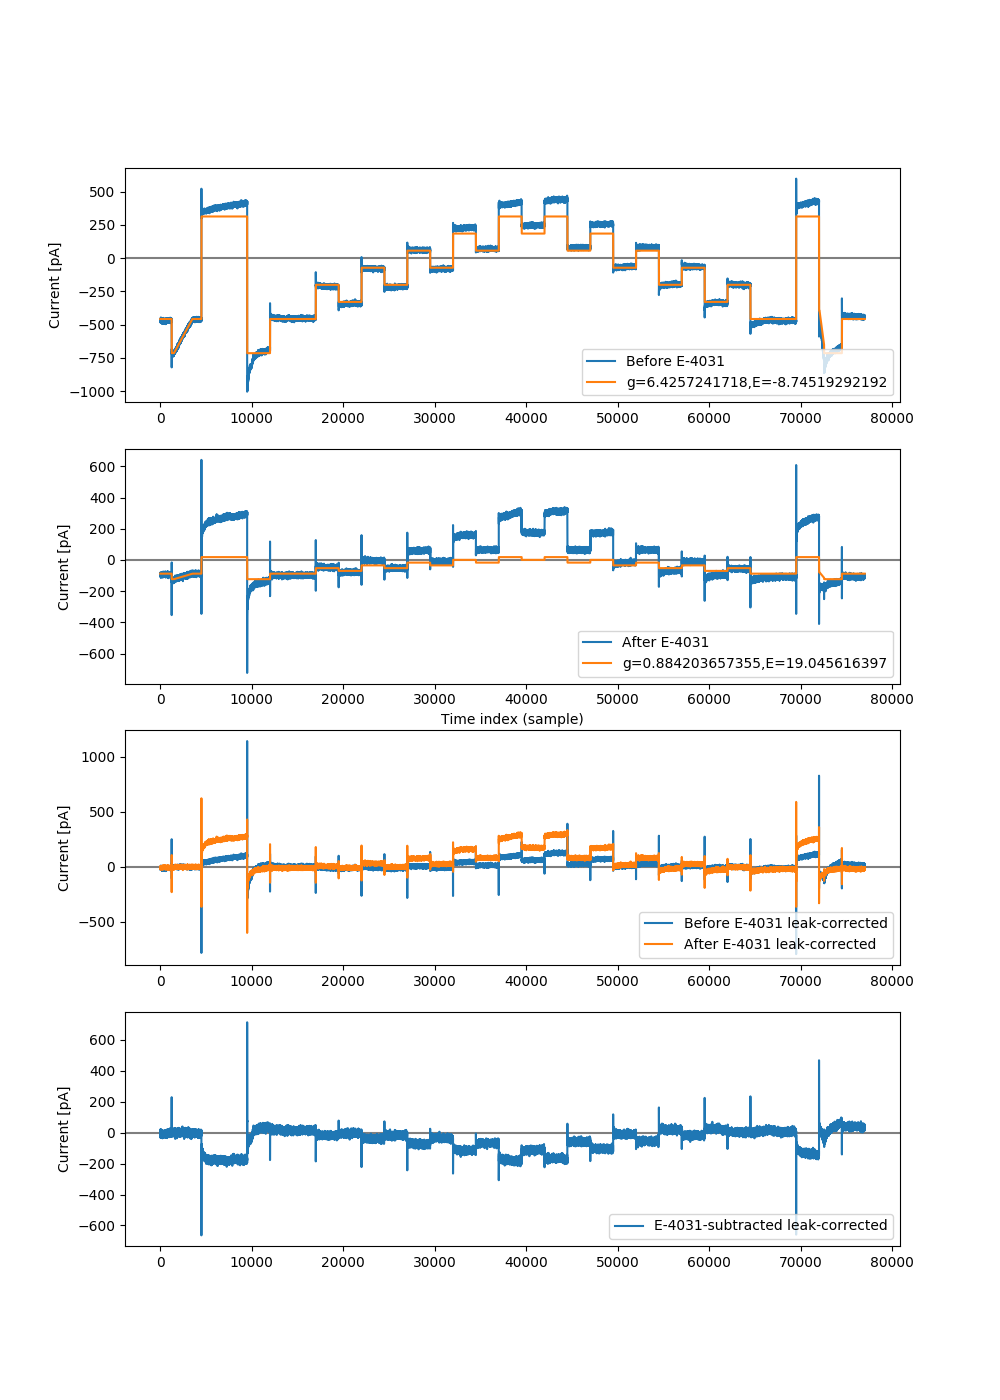 500
250
0
−250
−500
−750
−1000
Current [pA]
Before E-4031
g=6.4257241718,E=-8.74519292192
0 10000 20000 30000 40000 50000 60000 70000 80000
600
400
200
0
−200
−400
−600
Current [pA]
After E-4031
g=0.884203657355,E=19.045616397
0 10000 20000 30000 40000 50000 60000 70000 80000
Time index (sample)
1000
500
0
−500
Current [pA]
Before E-4031 leak-corrected
After E-4031 leak-corrected
0 10000 20000 30000 40000 50000 60000 70000 80000
600
400
200
0
−200
−400
−600
Current [pA]
E-4031-subtracted leak-corrected
0 10000 20000 30000 40000 50000 60000 70000 80000